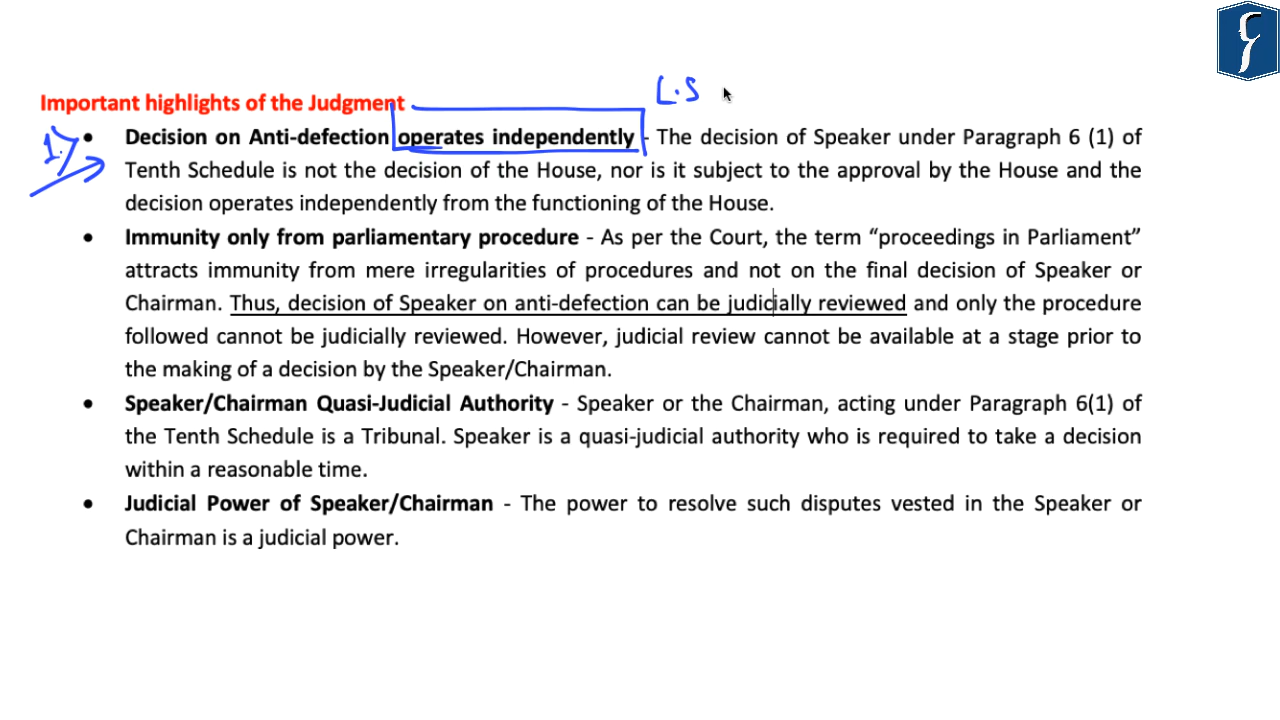 L.S
Important highlights of the Judgment
1.
• Decision on Anti-defection operates independently - The decision of Speaker under Paragraph 6 (1) of
Tenth Schedule is not the decision of the House, nor is it subject to the approval by the House and the
decision operates independently from the functioning of the House.
• Immunity only from parliamentary procedure - As per the Court, the term “proceedings in Parliament”
attracts immunity from mere irregularities of procedures and not on the final decision of Speaker or
Chairman. Thus, decision of Speaker on anti-defection can be judicially reviewed and only the procedure
followed cannot be judicially reviewed. However, judicial review cannot be available at a stage prior to
the making of a decision by the Speaker/Chairman.
• Speaker/Chairman Quasi-Judicial Authority - Speaker or the Chairman, acting under Paragraph 6(1) of
the Tenth Schedule is a Tribunal. Speaker is a quasi-judicial authority who is required to take a decision
within a reasonable time.
• Judicial Power of Speaker/Chairman - The power to resolve such disputes vested in the Speaker or
Chairman is a judicial power.